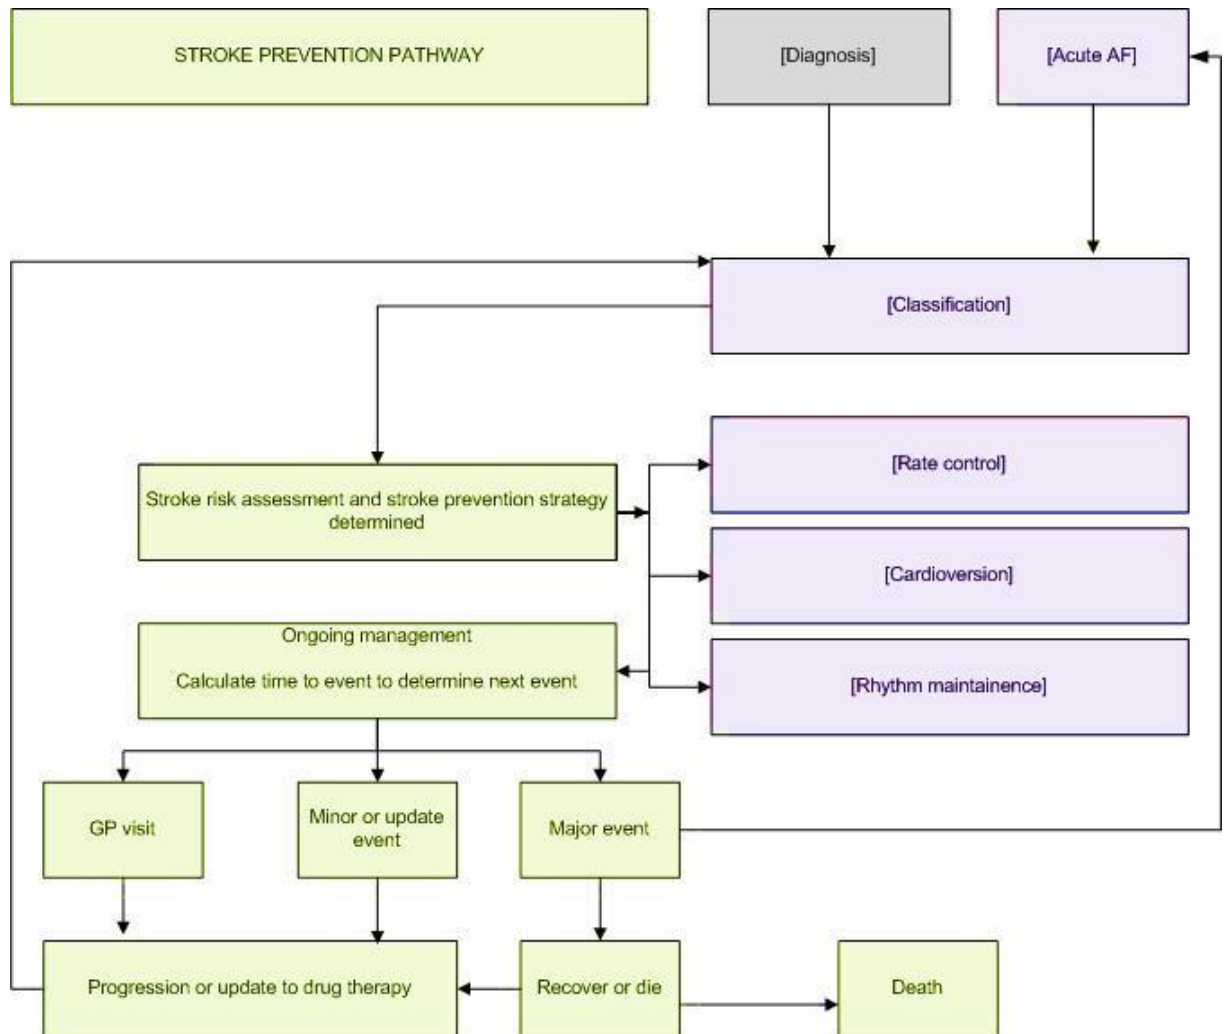 STROKE PREVENTION PATHWAY
[Diagnosis]
[Acute AF]
[Classification]
[Rate control]
Stroke risk assessment and stroke prevention strategy
determined
[Cardioversion]
Ongoing management
Calculate time to event to determine next event
[Rhythm maintainence]
GP visit
Minor or update
event
Major event
Progression or update to drug therapy
Recover or die
Death